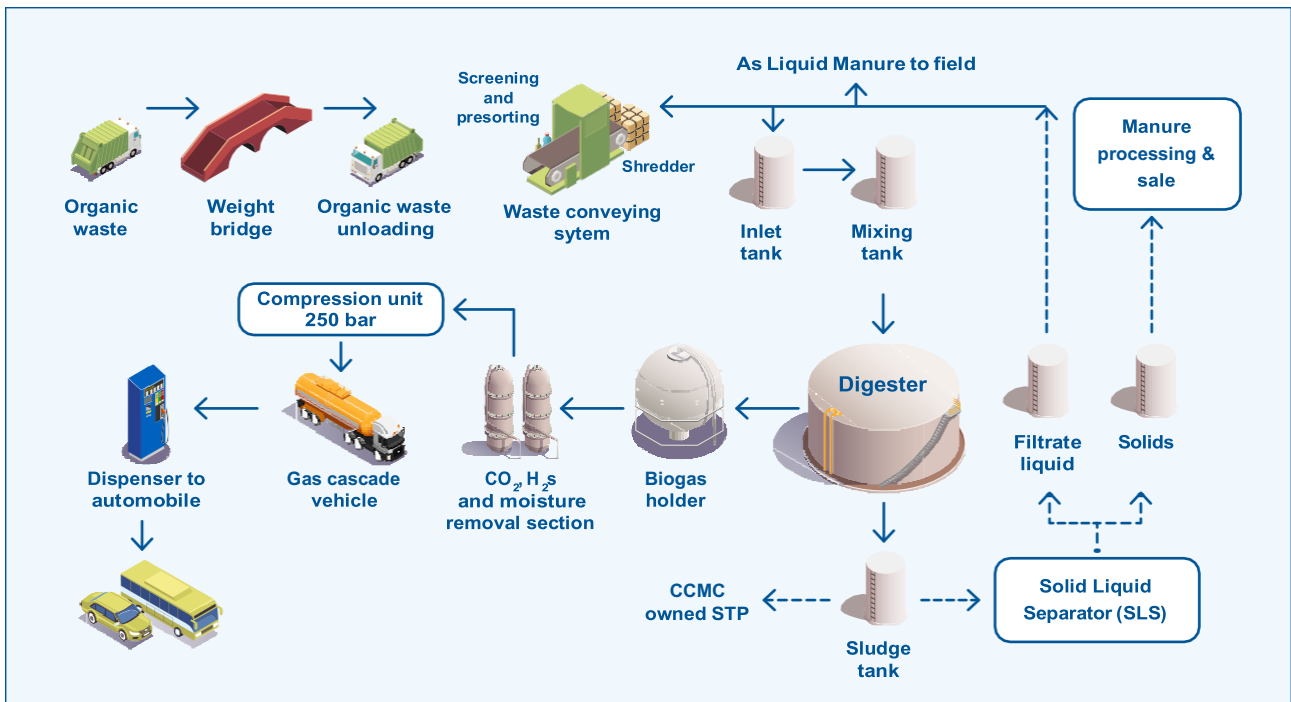 As Liquid Manure to field
Screening
and
presorting
Shredder
Manure
processing &
sale
Organic
waste
Weight
bridge
Organic waste
unloading
Waste conveying
sytem
Inlet
tank
Mixing
tank
Compression unit
250 bar
Digester
Dispenser to
automobile
Gas cascade
vehicle
CO2, H2s
and moisture
removal section
Biogas
holder
Filtrate
liquid
Solids
CCMC
owned STP
Sludge
tank
Solid Liquid
Separator (SLS)